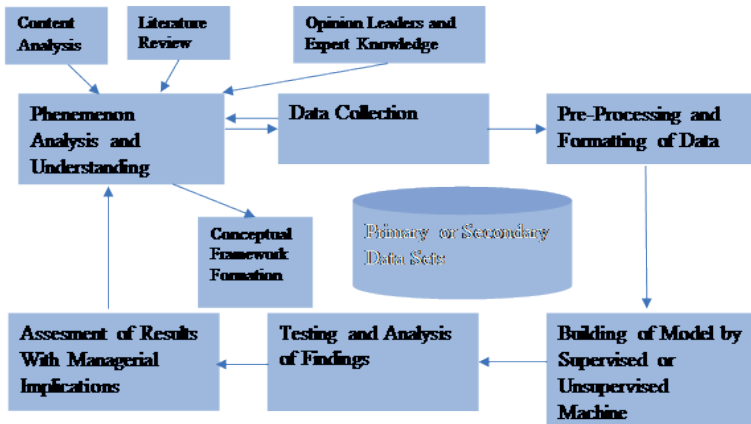 Content
Analysis
Literature
Review
Opinion Leaders and
Expert Knowledge
Phenemenon
Analysis and
Understanding
Data Collection
Pre-Processing and
Formatting of Data
Conceptual
Framework
Formation
Primary or Secondary
Data Sets
Assesment of Results
With Managerial
Implications
Testing and Analysis
of Findings
Building of Model by
Supervised or
Unsupervised
Machine